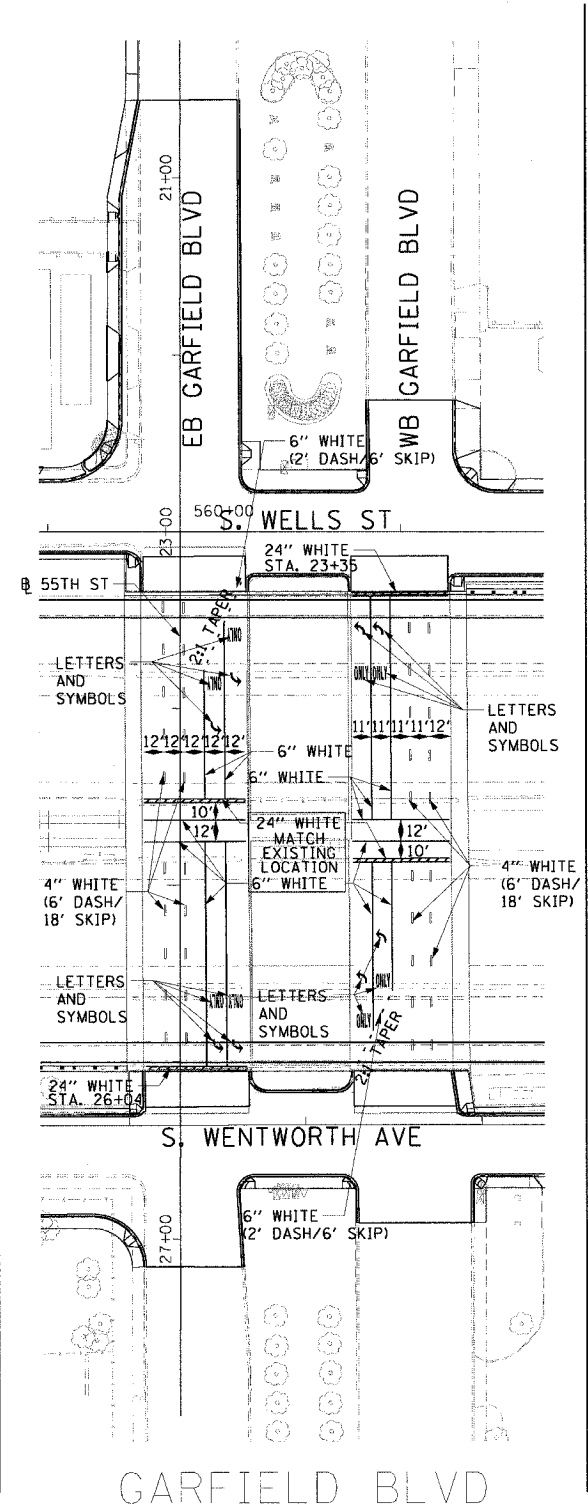 21+00
EB GARFIELD BLVD
WB GARFIELD BLVD
6" WHITE
(2' DASH/6' SKIP)
560+00
S. WELLS ST
23+00
24" WHITE
STA. 23+35
℄ 55TH ST
2:1 TAPER
ONLY
ONLY
ONLY
ONLY
LETTERS
AND
SYMBOLS
LETTERS
AND
SYMBOLS
12' 12' 12' 12' 12'
11' 11' 11' 11' 12'
6" WHITE
6" WHITE
10'
12'
24" WHITE
MATCH
EXISTING
LOCATION
12'
10'
6" WHITE
4" WHITE
(6' DASH/
18' SKIP)
4" WHITE
(6' DASH/
18' SKIP)
LETTERS
AND
SYMBOLS
ONLY
ONLY
LETTERS
AND
SYMBOLS
ONLY
ONLY
2:1 TAPER
24" WHITE
STA. 26+04
S. WENTWORTH AVE
6" WHITE
(2' DASH/6' SKIP)
27+00
GARFIELD BLVD